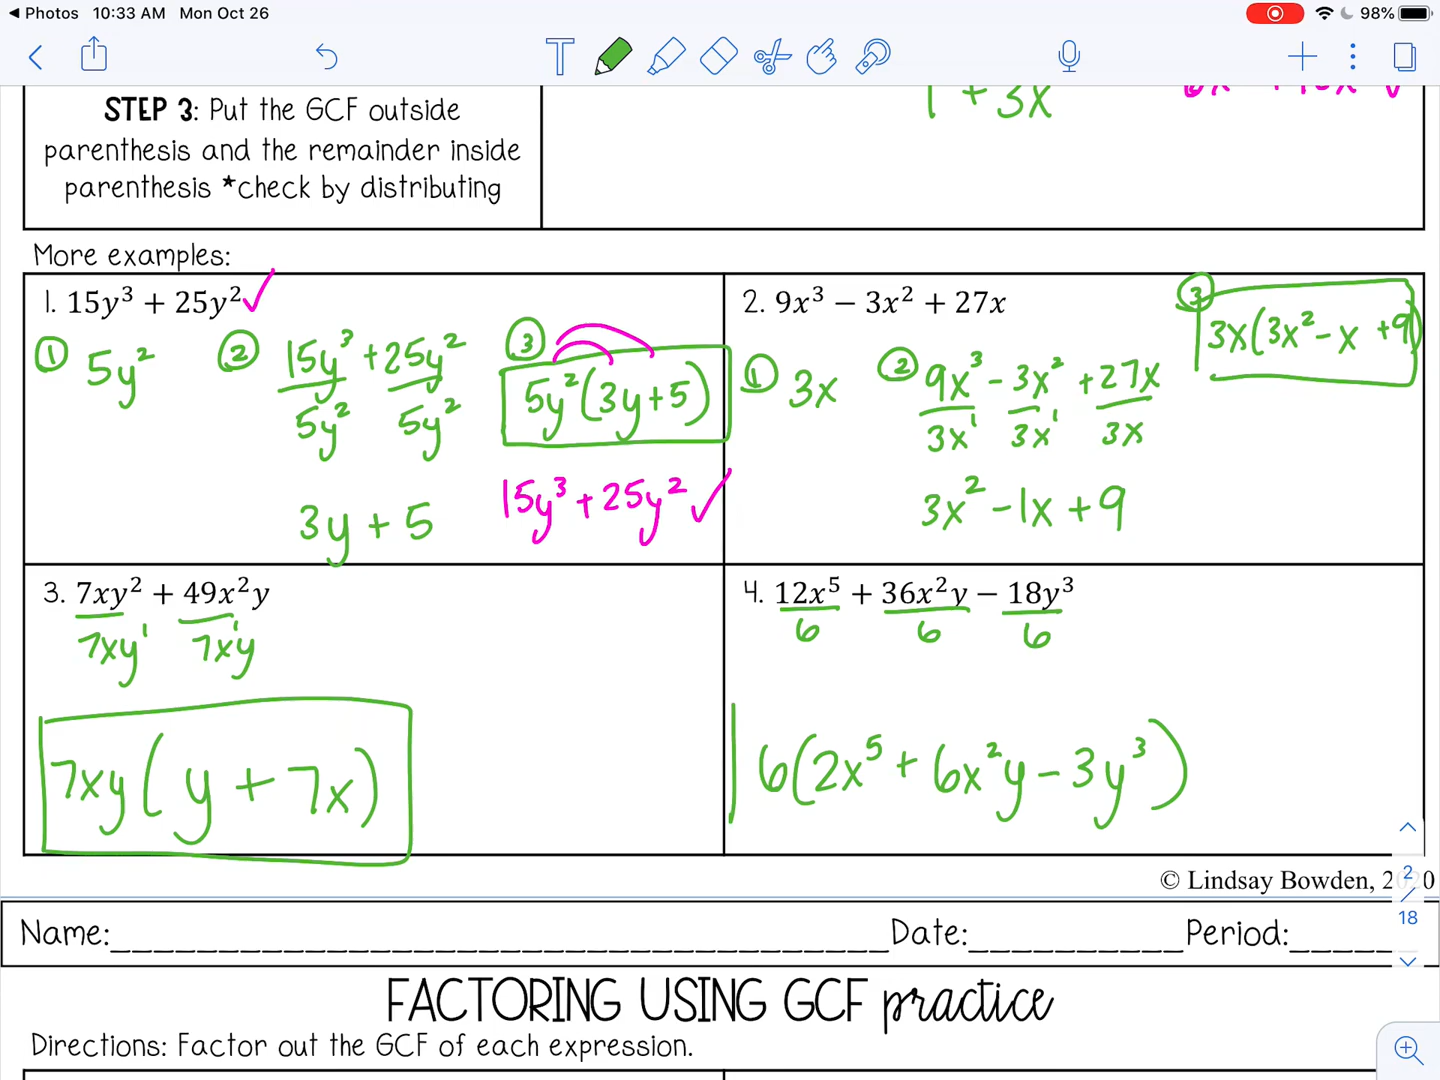 ◀ Photos 10:33 AM Mon Oct 26 98%
T
1 + 3x
STEP 3: Put the GCF outside
parenthesis and the remainder inside
parenthesis *check by distributing
More examples:
1. 15y³ + 25y² ✓
① 5y²
② 15y³ + 25y²
5y² 5y²
3y + 5
③ 5y²(3y+5)
15y³ + 25y² ✓
2. 9x³ − 3x² + 27x
① 3x
② 9x³ - 3x² + 27x
3x¹ 3x¹ 3x
3x² - 1x + 9
③ 3x(3x² - x + 9)
3. 7xy² + 49x²y
7xy¹ 7x¹y
7xy(y + 7x)
4. 12x⁵ + 36x²y − 18y³
6 6 6
6(2x⁵ + 6x²y - 3y³)
© Lindsay Bowden, 2020
2 / 18
Name: Date: Period:
FACTORING USING GCF practice
Directions: Factor out the GCF of each expression.